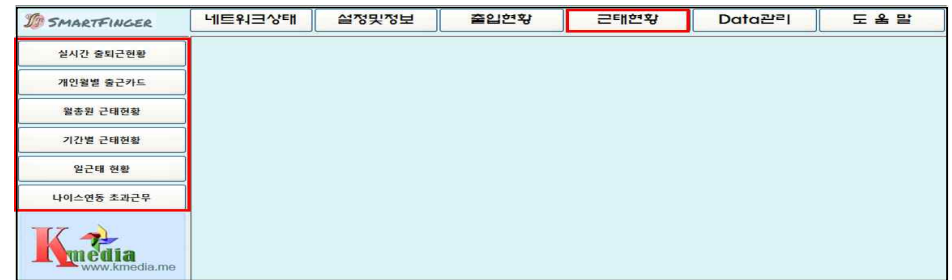 SMARTFINGER
네트워크상태 설정및정보 출입현황 근태현황 Data관리 도 움 말
실시간 출퇴근현황
개인월별 출근카드
월총원 근태현황
기간별 근태현황
일근태 현황
나이스연동 초과근무
Kmedia
www.kmedia.me